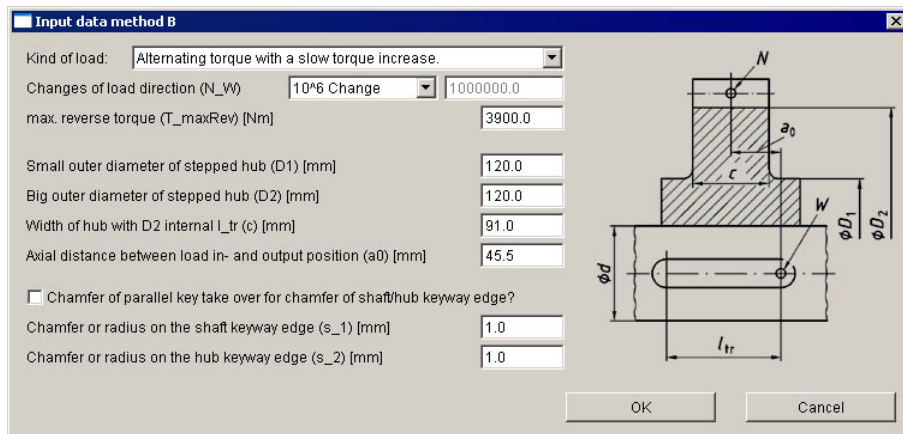 Input data method B
Kind of load: Alternating torque with a slow torque increase.
Changes of load direction (N_W) 10^6 Change 1000000.0
max. reverse torque (T_maxRev) [Nm] 3900.0
Small outer diameter of stepped hub (D1) [mm] 120.0
Big outer diameter of stepped hub (D2) [mm] 120.0
Width of hub with D2 internal l_tr (c) [mm] 91.0
Axial distance between load in- and output position (a0) [mm] 45.5
Chamfer of parallel key take over for chamfer of shaft/hub keyway edge?
Chamfer or radius on the shaft keyway edge (s_1) [mm] 1.0
Chamfer or radius on the hub keyway edge (s_2) [mm] 1.0
N
a₀
c
W
ϕD₁
ϕD₂
ϕd
lₜᵣ
OK Cancel